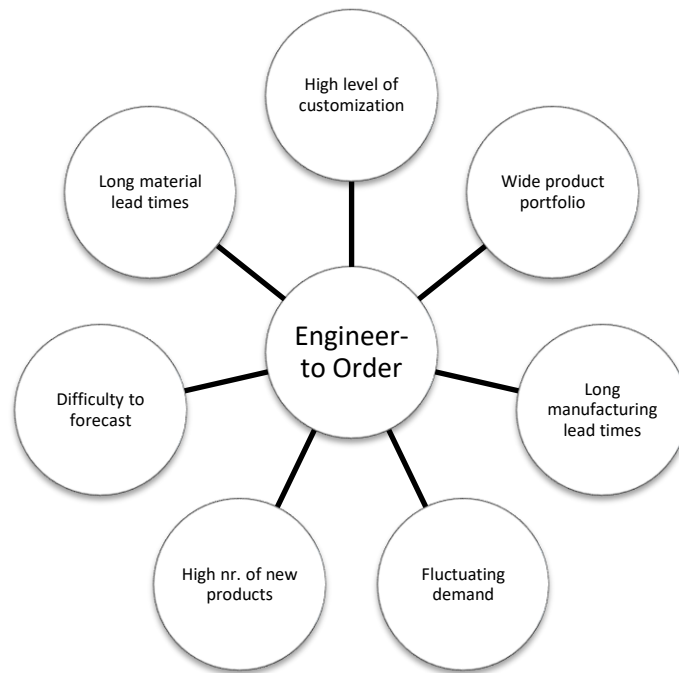 High level of
customization
Wide product
portfolio
Long
manufacturing
lead times
Fluctuating
demand
High nr. of new
products
Difficulty to
forecast
Long material
lead times
Engineer-
to Order